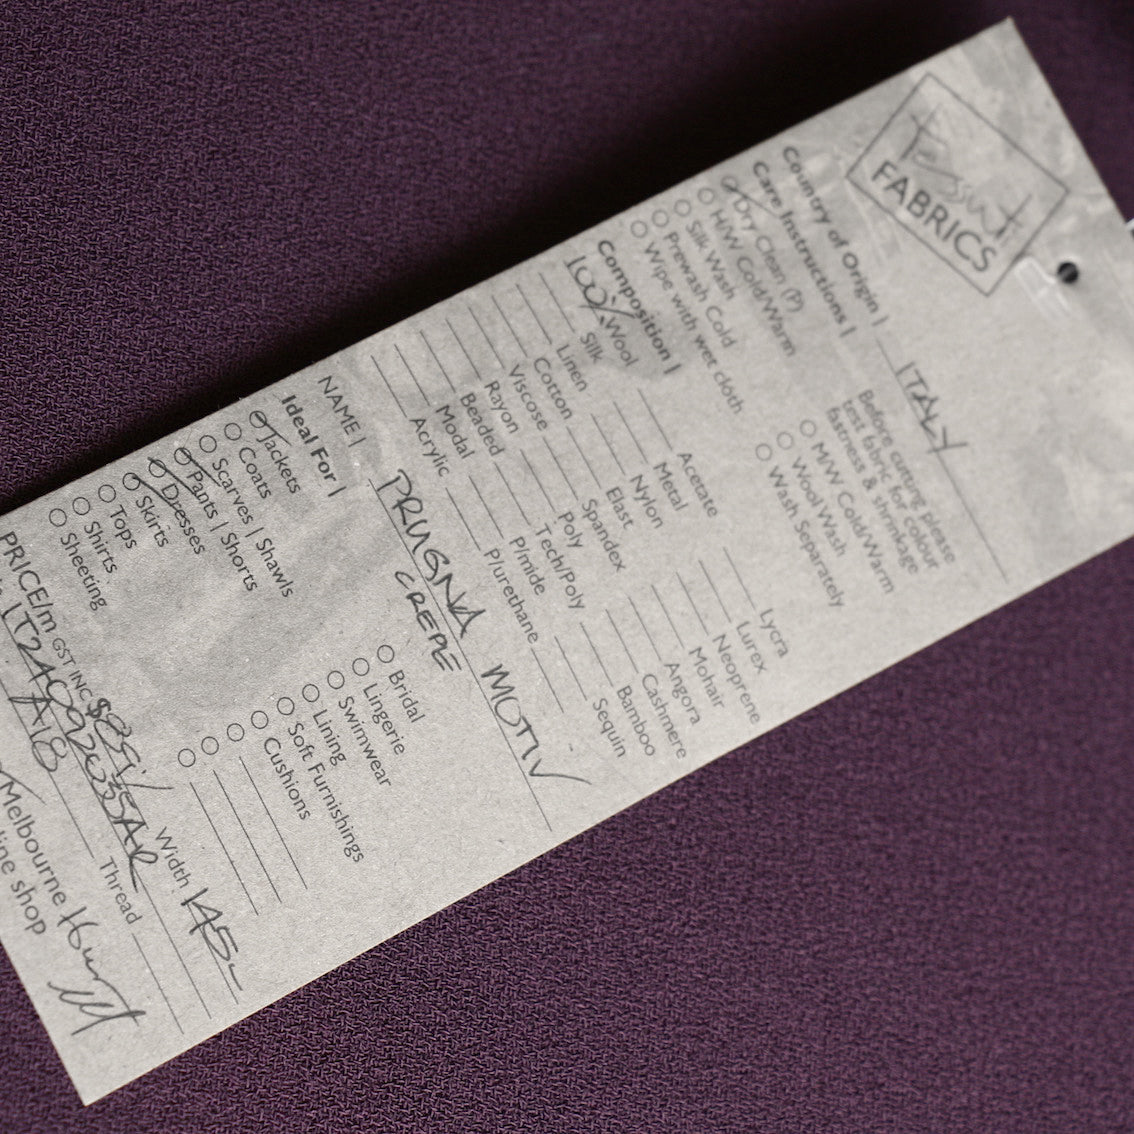 Tessuti
FABRICS
Country of Origin | ITALY
Care Instructions |
Dry Clean (P)
H/W Cold/Warm
Silk Wash
Prewash Cold
Wipe with wet cloth
Before cutting please
test fabric for colour
fastness & shrinkage
M/W Cold/Warm
Wool Wash
Wash Separately
Composition |
100% Wool
Silk
Linen
Cotton
Viscose
Rayon
Beaded
Modal
Acrylic
Acetate
Metal
Nylon
Elast
Spandex
Poly
Tech/Poly
P/mide
P/urethane
Lycra
Lurex
Neoprene
Mohair
Angora
Cashmere
Bamboo
Sequin
NAME | PRUGNA MOTIV
CREPE
Ideal For |
Jackets
Coats
Scarves | Shawls
Pants | Shorts
Dresses
Skirts
Tops
Shirts
Sheeting
Bridal
Lingerie
Swimwear
Lining
Soft Furnishings
Cushions
PRICE/m GST INC $89 Width 145
A18 Thread
Melbourne
line shop